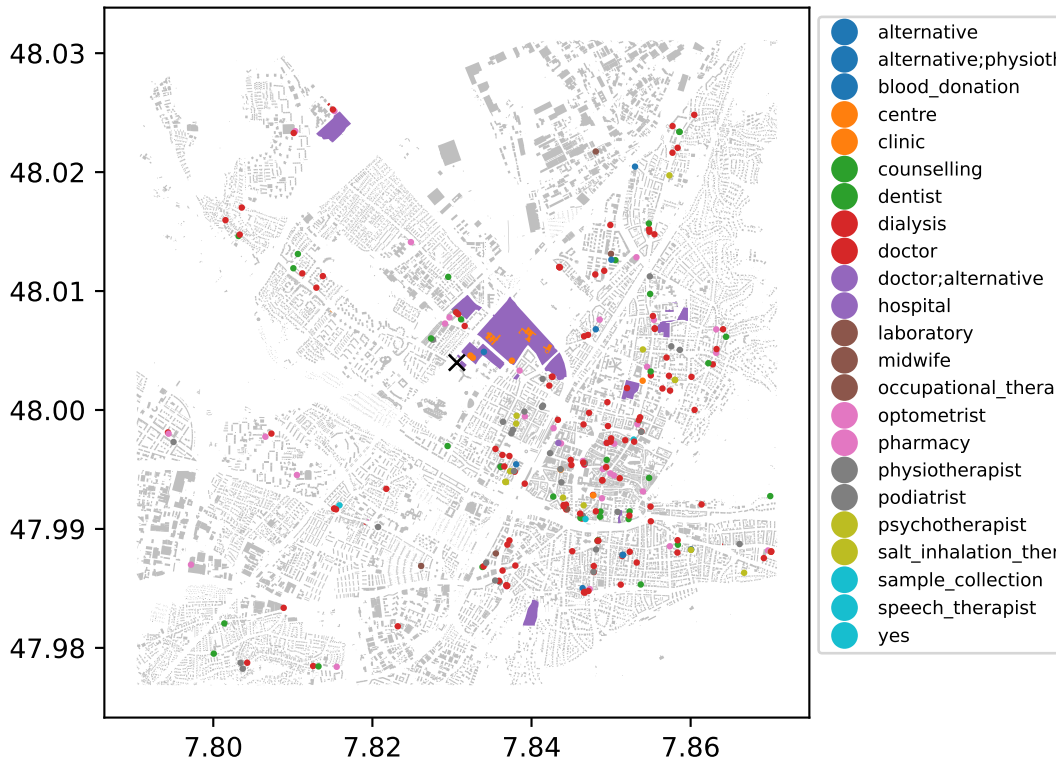 48.03
48.02
48.01
48.00
47.99
47.98
7.80
7.82
7.84
7.86
alternative
alternative;physioth
blood_donation
centre
clinic
counselling
dentist
dialysis
doctor
doctor;alternative
hospital
laboratory
midwife
occupational_thera
optometrist
pharmacy
physiotherapist
podiatrist
psychotherapist
salt_inhalation_ther
sample_collection
speech_therapist
yes